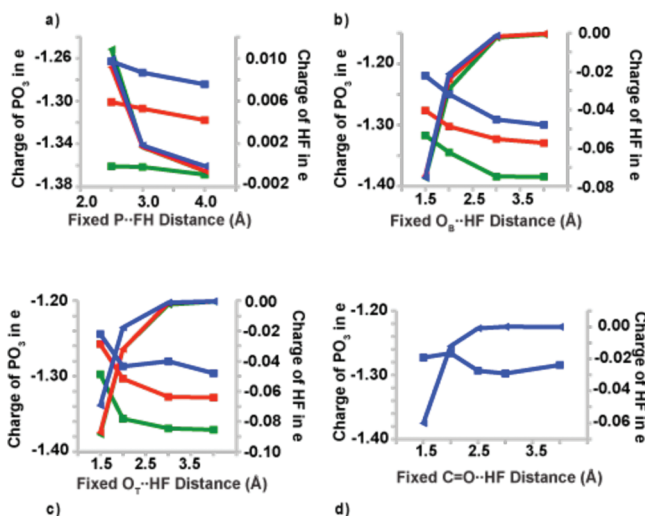 a)
b)
Charge of PO3 in e
-1.26
-1.30
-1.34
-1.38
0.010
0.006
0.002
-0.002
Charge of HF in e
2.0 2.5 3.0 3.5 4.0
Fixed P··FH Distance (Å)
Charge of PO3 in e
-1.15
-1.30
-1.40
0.00
-0.02
-0.04
-0.06
-0.08
Charge of HF in e
1.5 2.5 3.5
Fixed OB··HF Distance (Å)
Charge of PO3 in e
-1.20
-1.30
-1.40
0.00
-0.02
-0.04
-0.06
-0.08
-0.10
Charge of HF in e
1.5 2.5 3.5
Fixed OT··HF Distance (Å)
Charge of PO3 in e
-1.20
-1.30
-1.40
0.00
-0.02
-0.04
-0.06
Charge of HF in e
1.5 2.5 3.5
Fixed C=O··HF Distance (Å)
c)
d)